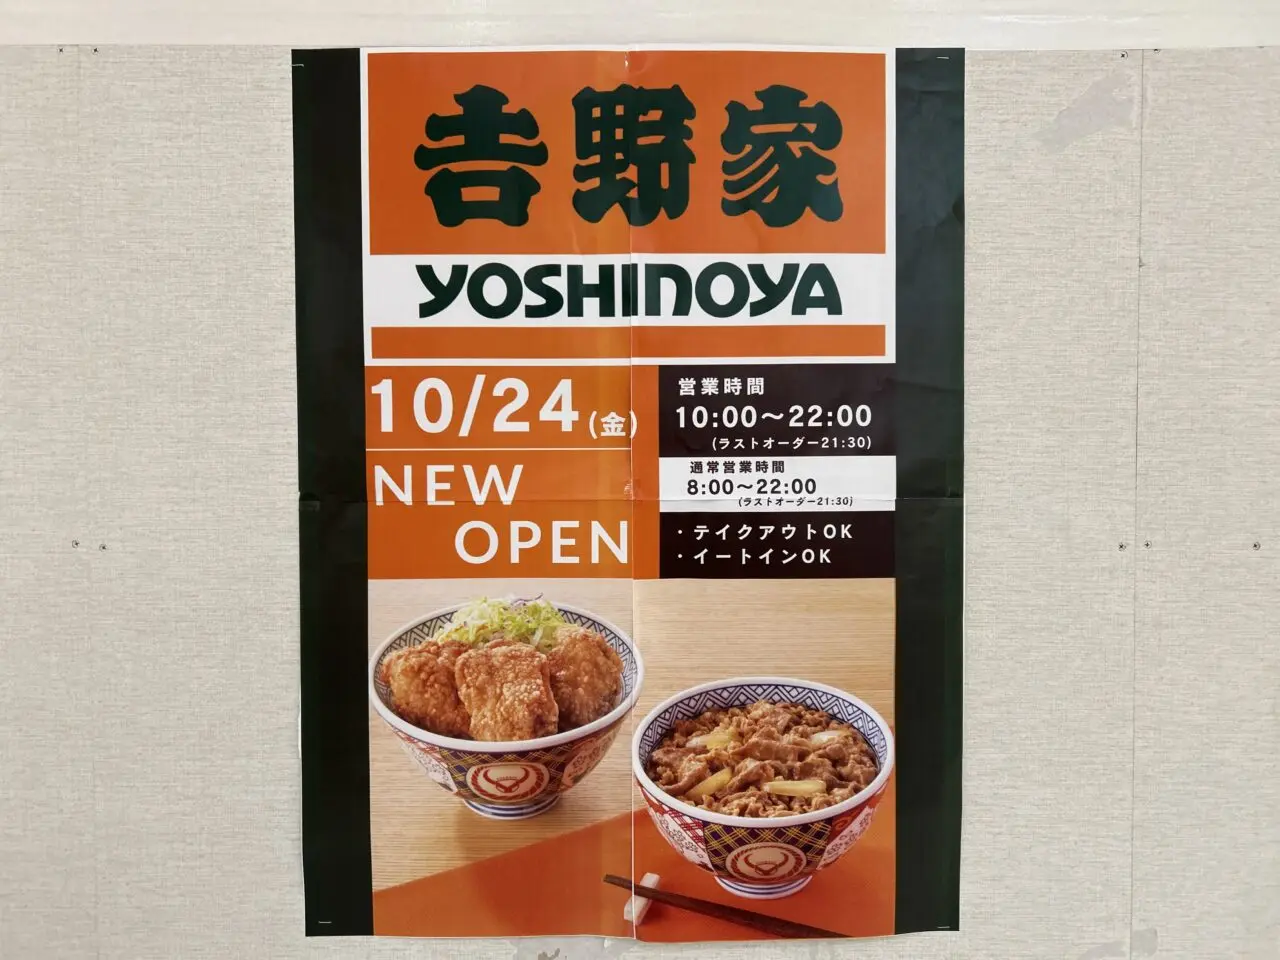 𠮷野家
YOSHINOYA
10/24(金)
NEW
OPEN
営業時間
10:00〜22:00
(ラストオーダー21:30)
通常営業時間
8:00〜22:00
(ラストオーダー21:30)
・テイクアウトOK
・イートインOK